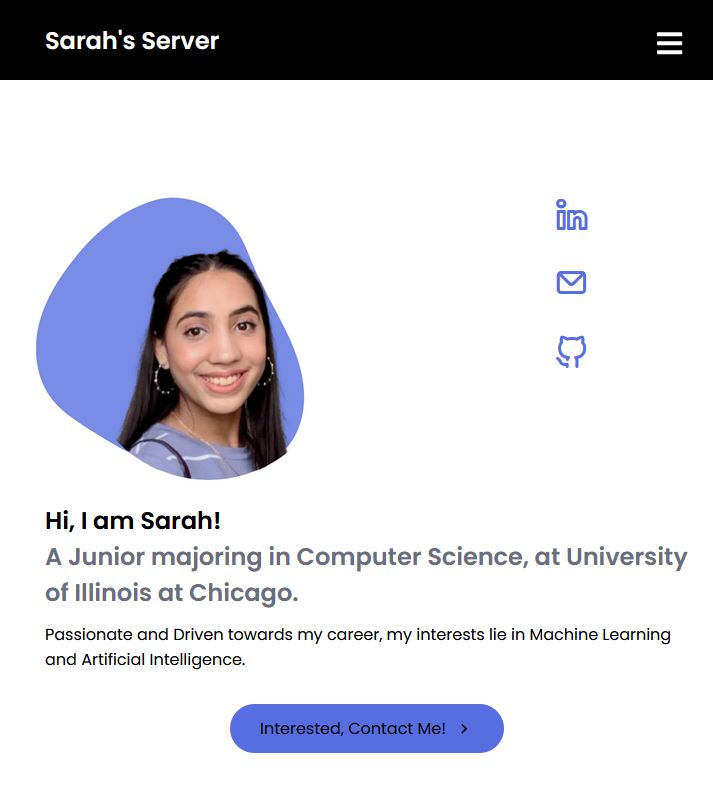 Sarah's Server
in
Hi, I am Sarah!
A Junior majoring in Computer Science, at University
of Illinois at Chicago.
Passionate and Driven towards my career, my interests lie in Machine Learning
and Artificial Intelligence.
Interested, Contact Me!